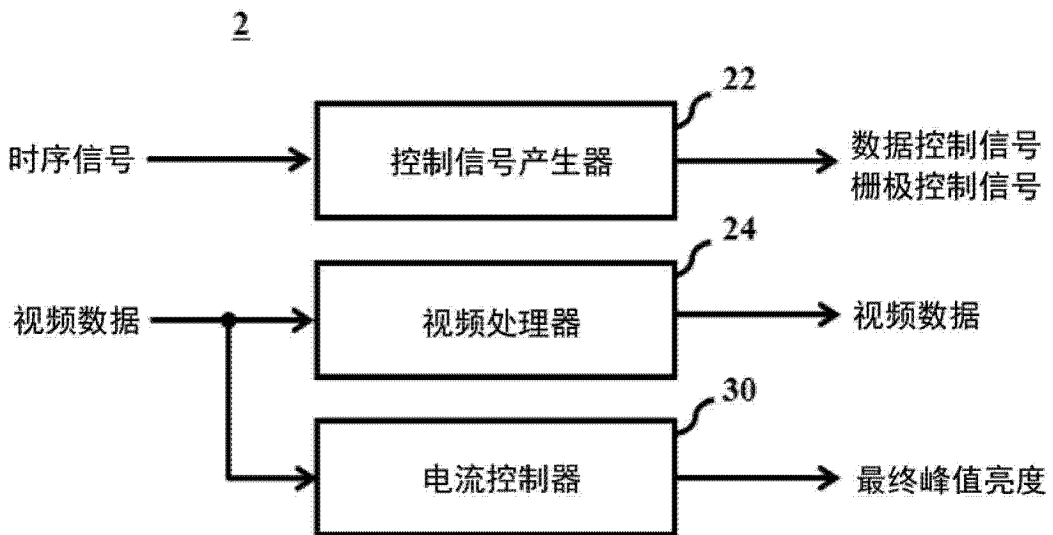 2
22
时序信号
控制信号产生器
数据控制信号
栅极控制信号
24
视频数据
视频处理器
视频数据
30
电流控制器
最终峰值亮度